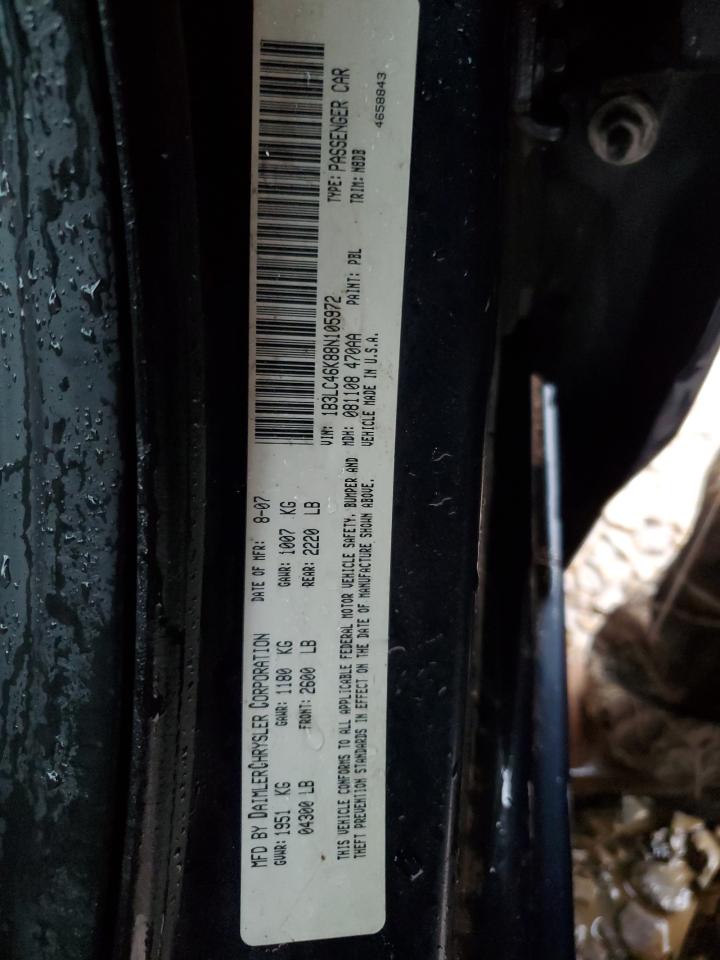 MFD BY DAIMLERCHRYSLER CORPORATION DATE OF MFR: 8-07
GVWR: 1951 KG GAWR: 1180 KG GAWR: 1007 KG
04300 LB FRONT: 2600 LB REAR: 2220 LB
THIS VEHICLE CONFORMS TO ALL APPLICABLE FEDERAL MOTOR VEHICLE SAFETY, BUMPER AND
THEFT PREVENTION STANDARDS IN EFFECT ON THE DATE OF MANUFACTURE SHOWN ABOVE.
VIN: 1B3LC46K88N105972 TYPE: PASSENGER CAR
MDH: 081108 470AA PAINT: PBL TRIM: N8DB
VEHICLE MADE IN U.S.A. 4658843